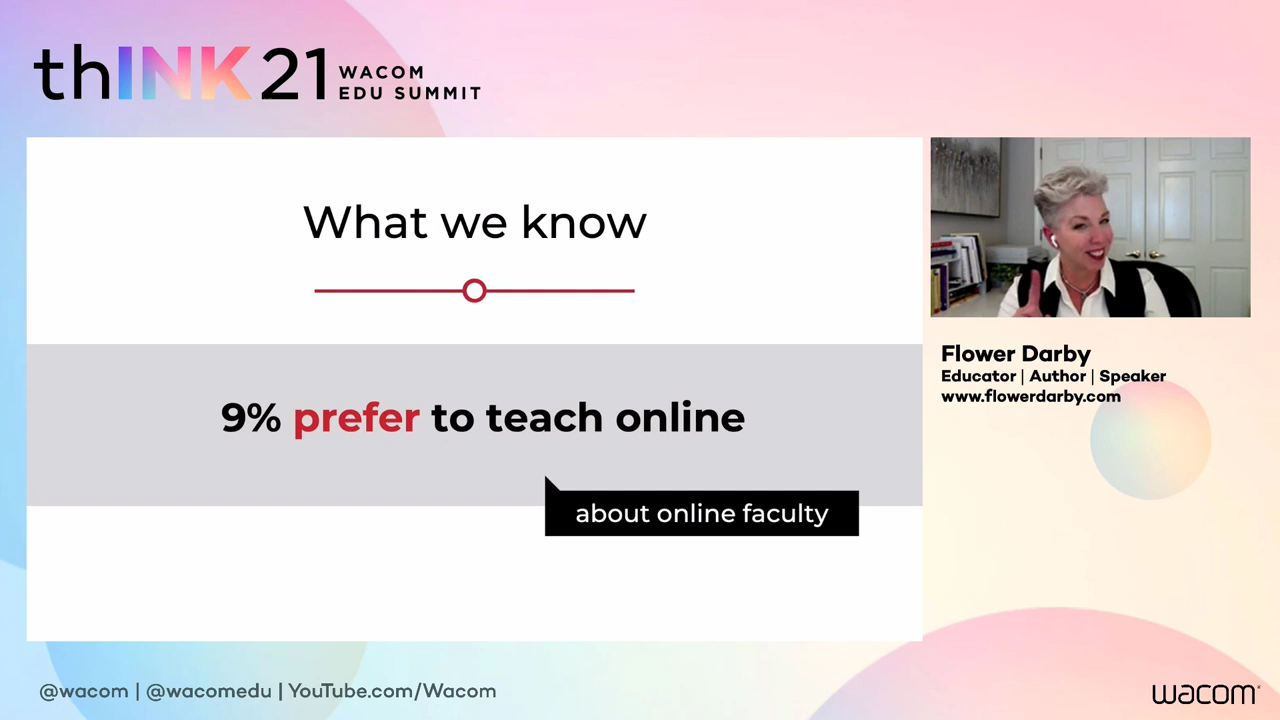 thINK21 WACOM
EDU SUMMIT
What we know
9% prefer to teach online
about online faculty
Flower Darby
Educator | Author | Speaker
www.flowerdarby.com
@wacom | @wacomedu | YouTube.com/Wacom
wacom